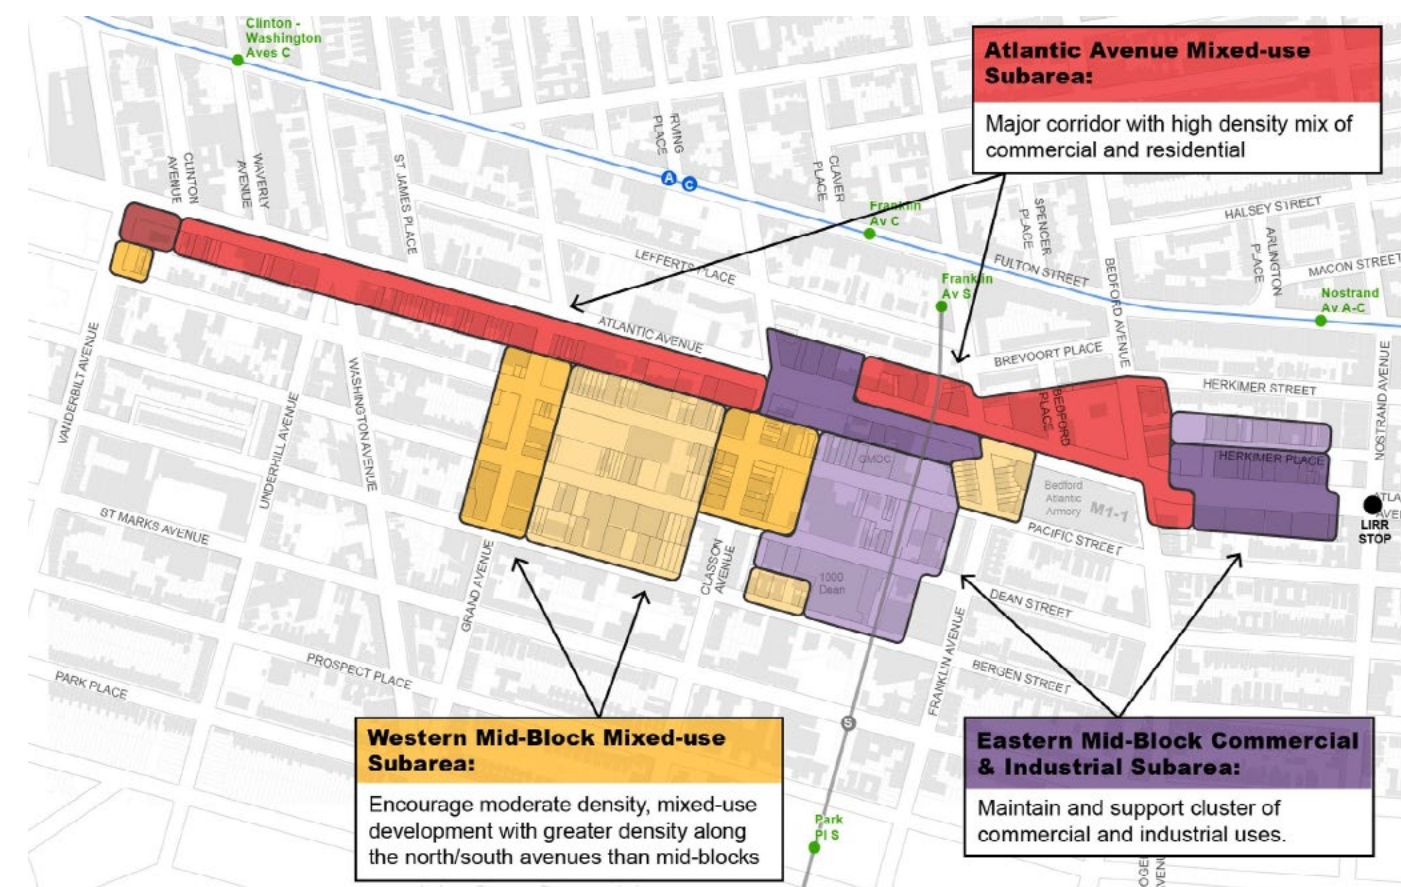 Clinton -
Washington
Aves C
Atlantic Avenue Mixed-use
Subarea:
Major corridor with high density mix of
commercial and residential
IRVING
PLACE
CLINTON
AVENUE
WAVERLY
AVENUE
ST JAMES PLACE
A
C
CLAVER
PLACE
Franklin
Av C
SPENCER
PLACE
HALSEY STREET
ARLINGTON
PLACE
MACON STREET
LEFFERTS PLACE
FULTON STREET
BEDFORD AVENUE
Franklin
Av S
Nostrand
Av A-C
ATLANTIC AVENUE
BREVOORT PLACE
HERKIMER STREET
NOSTRAND AVENUE
VANDERBILT AVENUE
WASHINGTON AVENUE
UNDERHILL AVENUE
BEDFORD
PLACE
HERKIMER PLACE
GMDC
Bedford
Atlantic
Armory
M1-1
ATLA
AVE
LIRR
STOP
ST MARKS AVENUE
PACIFIC STREET
GRAND AVENUE
CLASSON
AVENUE
1000
Dean
DEAN STREET
FRANKLIN AVENUE
BERGEN STREET
PROSPECT PLACE
PARK PLACE
S
Western Mid-Block Mixed-use
Subarea:
Encourage moderate density, mixed-use
development with greater density along
the north/south avenues than mid-blocks
Eastern Mid-Block Commercial
& Industrial Subarea:
Maintain and support cluster of
commercial and industrial uses.
Park
Pl S